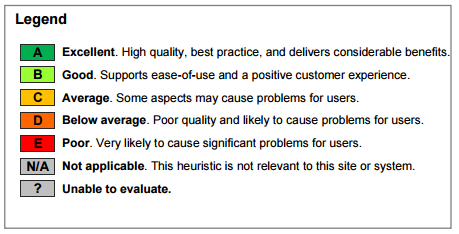 Legend
A Excellent. High quality, best practice, and delivers considerable benefits.
B Good. Supports ease-of-use and a positive customer experience.
C Average. Some aspects may cause problems for users.
D Below average. Poor quality and likely to cause problems for users.
E Poor. Very likely to cause significant problems for users.
N/A Not applicable. This heuristic is not relevant to this site or system.
? Unable to evaluate.